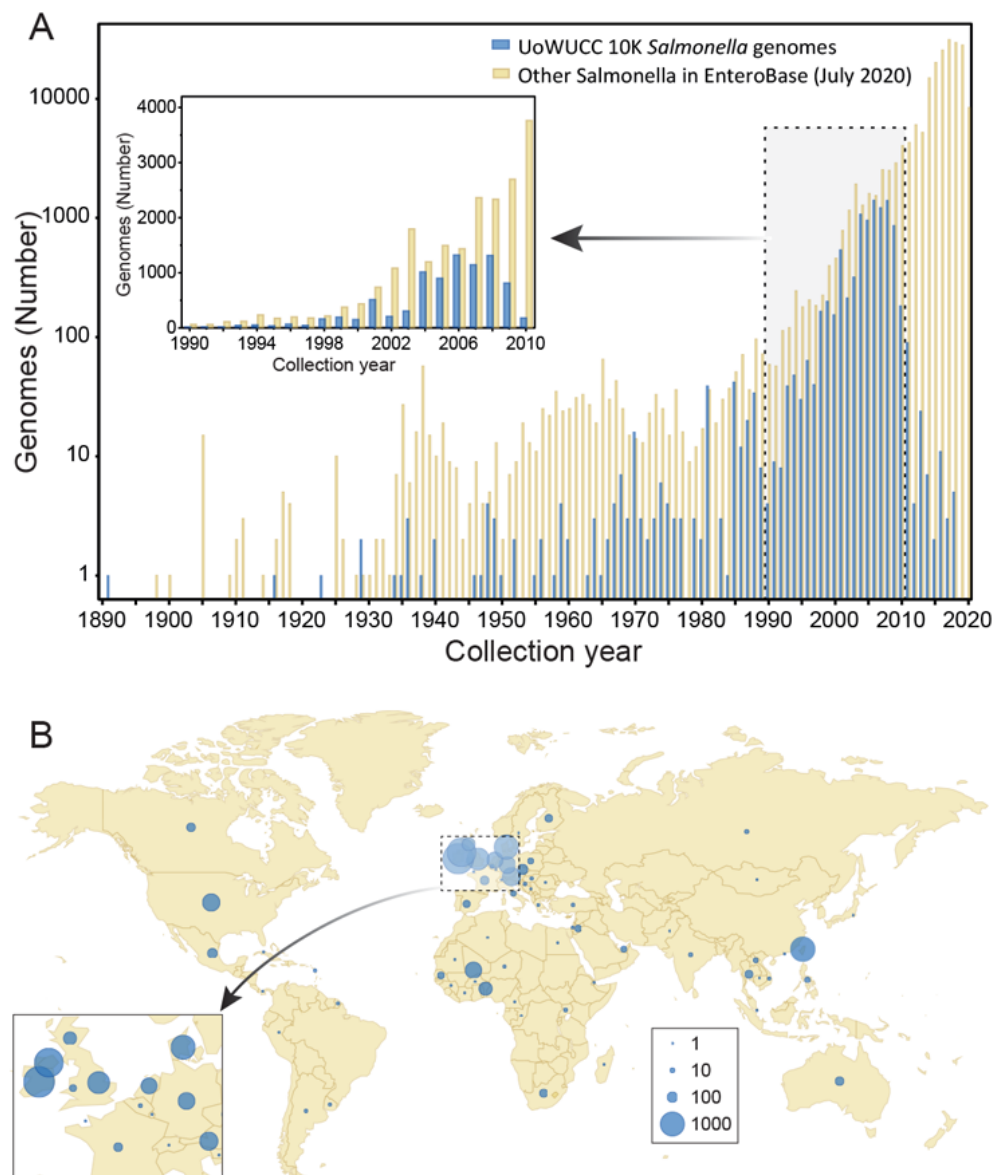 A
UoWUCC 10K Salmonella genomes
Other Salmonella in EnteroBase (July 2020)
Genomes (Number)
10000
1000
100
10
1
Genomes (Number)
4000
3000
2000
1000
0
1990 1994 1998 2002 2006 2010
Collection year
1890 1900 1910 1920 1930 1940 1950 1960 1970 1980 1990 2000 2010 2020
Collection year
B
1
10
100
1000